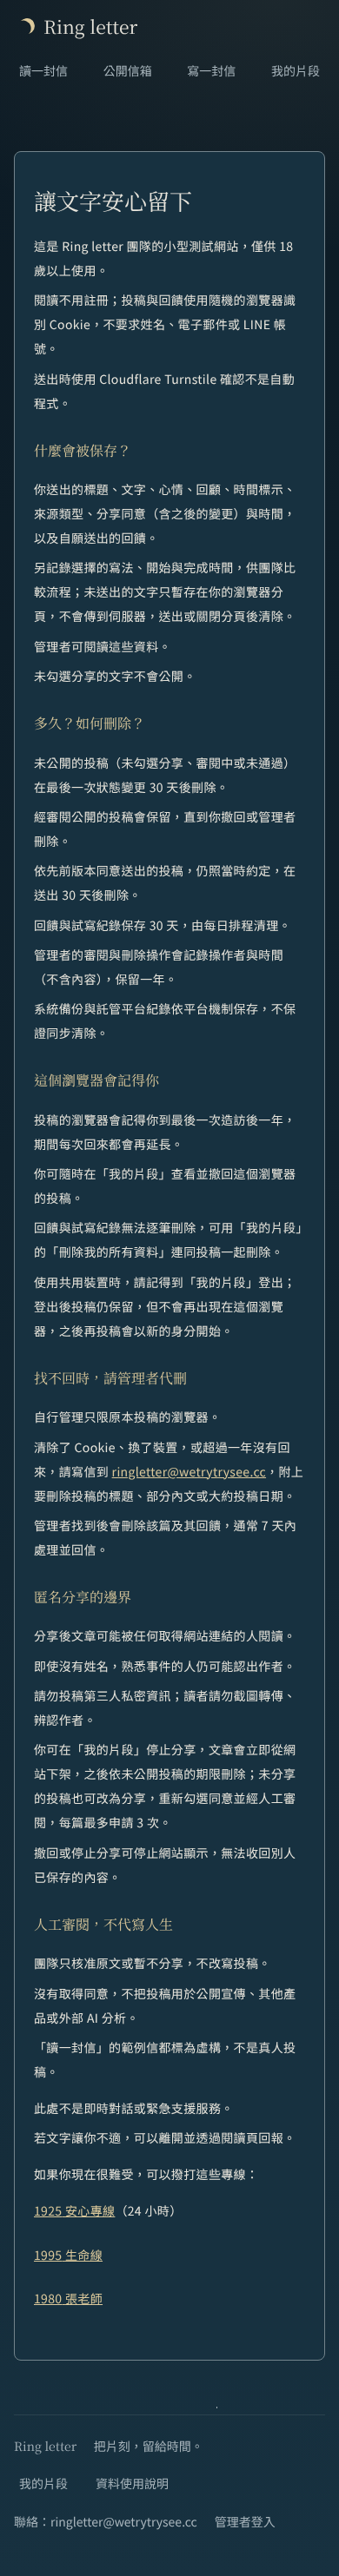 Ring letter
讀一封信 公開信箱 寫一封信 我的片段
讓文字安心留下
這是 Ring letter 團隊的小型測試網站，僅供 18
歲以上使用。
閱讀不用註冊；投稿與回饋使用隨機的瀏覽器識
別 Cookie，不要求姓名、電子郵件或 LINE 帳
號。
送出時使用 Cloudflare Turnstile 確認不是自動
程式。
什麼會被保存？
你送出的標題、文字、心情、回顧、時間標示、
來源類型、分享同意（含之後的變更）與時間，
以及自願送出的回饋。
另記錄選擇的寫法、開始與完成時間，供團隊比
較流程；未送出的文字只暫存在你的瀏覽器分
頁，不會傳到伺服器，送出或關閉分頁後清除。
管理者可閱讀這些資料。
未勾選分享的文字不會公開。
多久？如何刪除？
未公開的投稿（未勾選分享、審閱中或未通過）
在最後一次狀態變更 30 天後刪除。
經審閱公開的投稿會保留，直到你撤回或管理者
刪除。
依先前版本同意送出的投稿，仍照當時約定，在
送出 30 天後刪除。
回饋與試寫紀錄保存 30 天，由每日排程清理。
管理者的審閱與刪除操作會記錄操作者與時間
（不含內容），保留一年。
系統備份與託管平台紀錄依平台機制保存，不保
證同步清除。
這個瀏覽器會記得你
投稿的瀏覽器會記得你到最後一次造訪後一年，
期間每次回來都會再延長。
你可隨時在「我的片段」查看並撤回這個瀏覽器
的投稿。
回饋與試寫紀錄無法逐筆刪除，可用「我的片段」
的「刪除我的所有資料」連同投稿一起刪除。
使用共用裝置時，請記得到「我的片段」登出；
登出後投稿仍保留，但不會再出現在這個瀏覽
器，之後再投稿會以新的身分開始。
找不回時，請管理者代刪
自行管理只限原本投稿的瀏覽器。
清除了 Cookie、換了裝置，或超過一年沒有回
來，請寫信到 ringletter@wetrytrysee.cc，附上
要刪除投稿的標題、部分內文或大約投稿日期。
管理者找到後會刪除該篇及其回饋，通常 7 天內
處理並回信。
匿名分享的邊界
分享後文章可能被任何取得網站連結的人閱讀。
即使沒有姓名，熟悉事件的人仍可能認出作者。
請勿投稿第三人私密資訊；讀者請勿截圖轉傳、
辨認作者。
你可在「我的片段」停止分享，文章會立即從網
站下架，之後依未公開投稿的期限刪除；未分享
的投稿也可改為分享，重新勾選同意並經人工審
閱，每篇最多申請 3 次。
撤回或停止分享可停止網站顯示，無法收回別人
已保存的內容。
人工審閱，不代寫人生
團隊只核准原文或暫不分享，不改寫投稿。
沒有取得同意，不把投稿用於公開宣傳、其他產
品或外部 AI 分析。
「讀一封信」的範例信都標為虛構，不是真人投
稿。
此處不是即時對話或緊急支援服務。
若文字讓你不適，可以離開並透過閱讀頁回報。
如果你現在很難受，可以撥打這些專線：
1925 安心專線（24 小時）
1995 生命線
1980 張老師
Ring letter 把片刻，留給時間。
我的片段 資料使用說明
聯絡：ringletter@wetrytrysee.cc 管理者登入